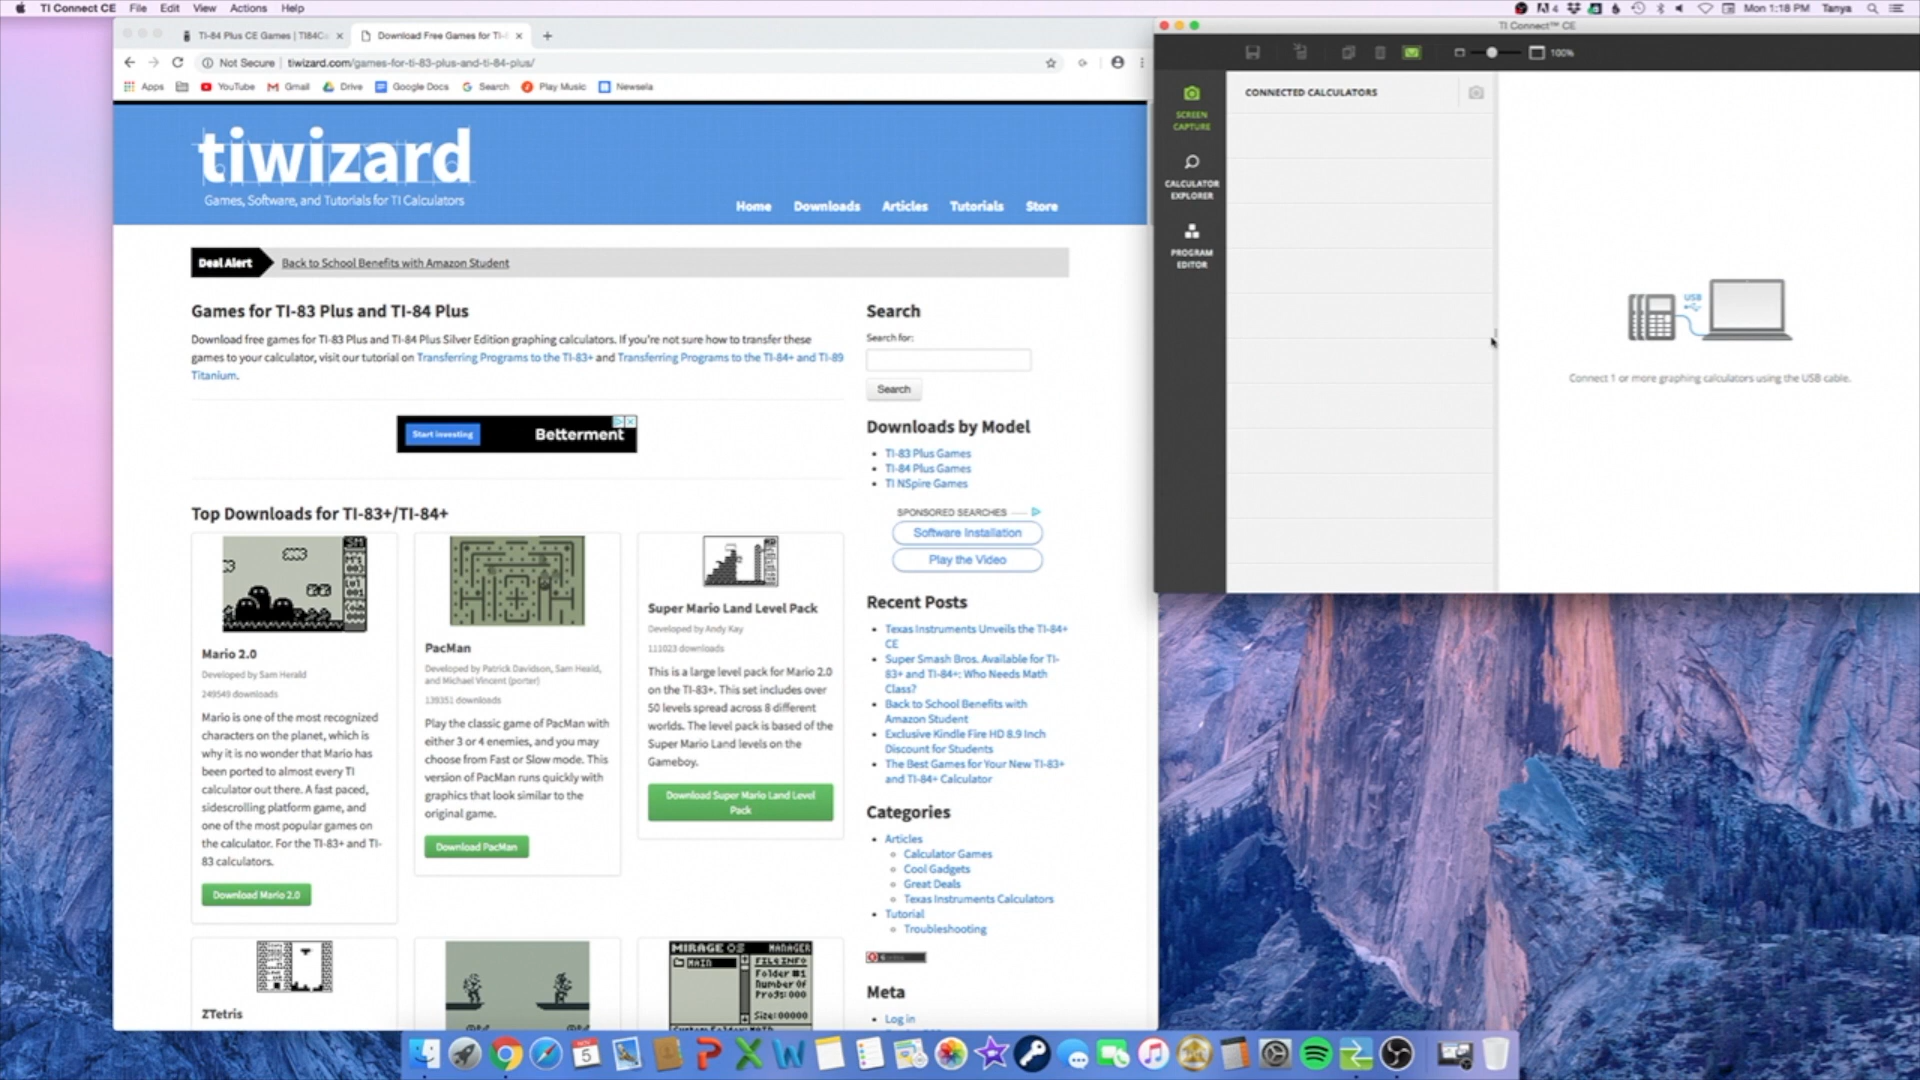 TI Connect CE File Edit View Actions Help
4 Mon 1:18 PM Tanya
TI-84 Plus CE Games | TI84C
Download Free Games for TI-
Not Secure | tiwizard.com/games-for-ti-83-plus-and-ti-84-plus/
Apps YouTube Gmail Drive Google Docs Search Play Music Newsela
tiwizard
Games, Software, and Tutorials for TI Calculators
Home Downloads Articles Tutorials Store
Deal Alert Back to School Benefits with Amazon Student
Games for TI-83 Plus and TI-84 Plus
Download free games for TI-83 Plus and TI-84 Plus Silver Edition graphing calculators. If you're not sure how to transfer these
games to your calculator, visit our tutorial on Transferring Programs to the TI-83+ and Transferring Programs to the TI-84+ and TI-89
Titanium.
Start investing Betterment
Top Downloads for TI-83+/TI-84+
Mario 2.0
Developed by Sam Herald
249549 downloads
Mario is one of the most recognized
characters on the planet, which is
why it is no wonder that Mario has
been ported to almost every TI
calculator out there. A fast paced,
sidescrolling platform game, and
one of the most popular games on
the calculator. For the TI-83+ and TI-
83 calculators.
Download Mario 2.0
PacMan
Developed by Patrick Davidson, Sam Heald,
and Michael Vincent (porter)
139351 downloads
Play the classic game of PacMan with
either 3 or 4 enemies, and you may
choose from Fast or Slow mode. This
version of PacMan runs quickly with
graphics that look similar to the
original game.
Download PacMan
Super Mario Land Level Pack
Developed by Andy Kay
111023 downloads
This is a large level pack for Mario 2.0
on the TI-83+. This set includes over
50 levels spread across 8 different
worlds. The level pack is based of the
Super Mario Land levels on the
Gameboy.
Download Super Mario Land Level
Pack
ZTetris
MIRAGE OS MANAGER
MAIN
FILEINFO
Folder #1
Number Of
Progs:000
Size:00000
Search
Search for:
Search
Downloads by Model
TI-83 Plus Games
TI-84 Plus Games
TI NSpire Games
SPONSORED SEARCHES
Software Installation
Play the Video
Recent Posts
Texas Instruments Unveils the TI-84+
CE
Super Smash Bros. Available for TI-
83+ and TI-84+: Who Needs Math
Class?
Back to School Benefits with
Amazon Student
Exclusive Kindle Fire HD 8.9 Inch
Discount for Students
The Best Games for Your New TI-83+
and TI-84+ Calculator
Categories
Articles
Calculator Games
Cool Gadgets
Great Deals
Texas Instruments Calculators
Tutorial
Troubleshooting
Meta
Log in
TI Connect™ CE
100%
SCREEN
CAPTURE
CALCULATOR
EXPLORER
PROGRAM
EDITOR
CONNECTED CALCULATORS
USB
Connect 1 or more graphing calculators using the USB cable.
NOV
5